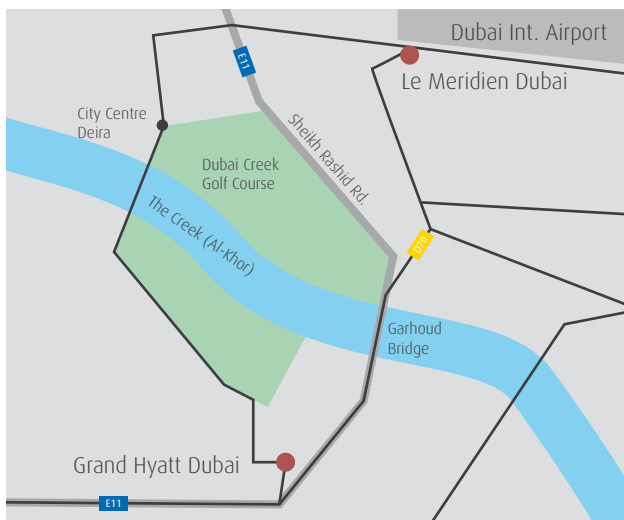 Dubai Int. Airport
E11
Le Meridien Dubai
City Centre
Deira
Sheikh Rashid Rd.
Dubai Creek
Golf Course
The Creek (Al-Khor)
D70
Garhoud
Bridge
Grand Hyatt Dubai
E11